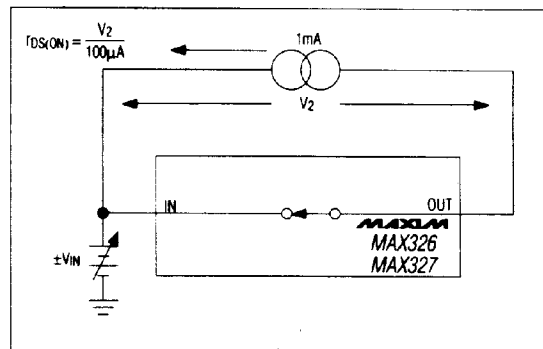 rDS(ON) = V2
100µA
1mA
V2
IN
OUT
MAXIM
MAX326
MAX327
±VIN